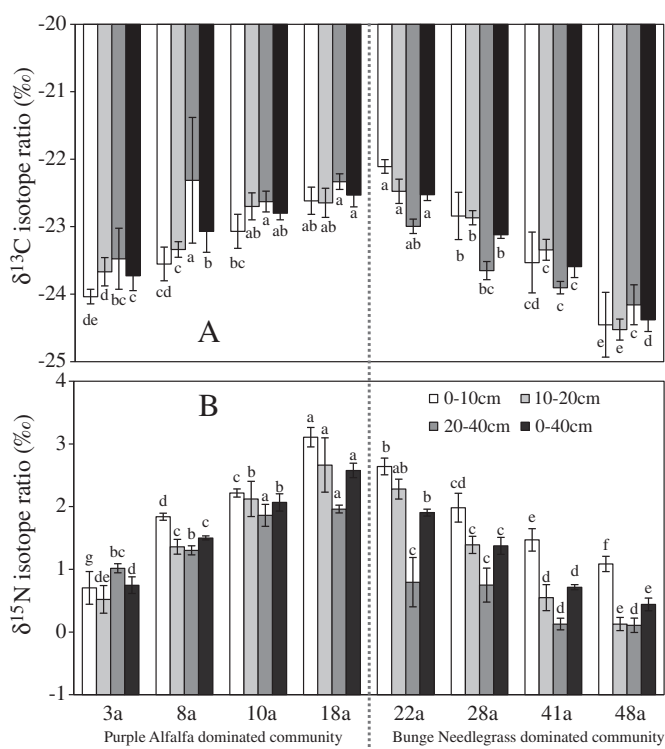 -20
-21
-22
-23
-24
-25
δ13C isotope ratio (‰)
de d bc c
cd c a b
bc ab a ab
ab ab a a
a a ab a
b b bc b
c b c c
e e c d
A
4
3
2
1
0
-1
δ15N isotope ratio (‰)
B
0-10cm 10-20cm
20-40cm 0-40cm
g de bc d
d c b c
c b a b
a a a a
b ab c b
cd c c c
e d d d
f e e e
3a 8a 10a 18a 22a 28a 41a 48a
Purple Alfalfa dominated community Bunge Needlegrass dominated community